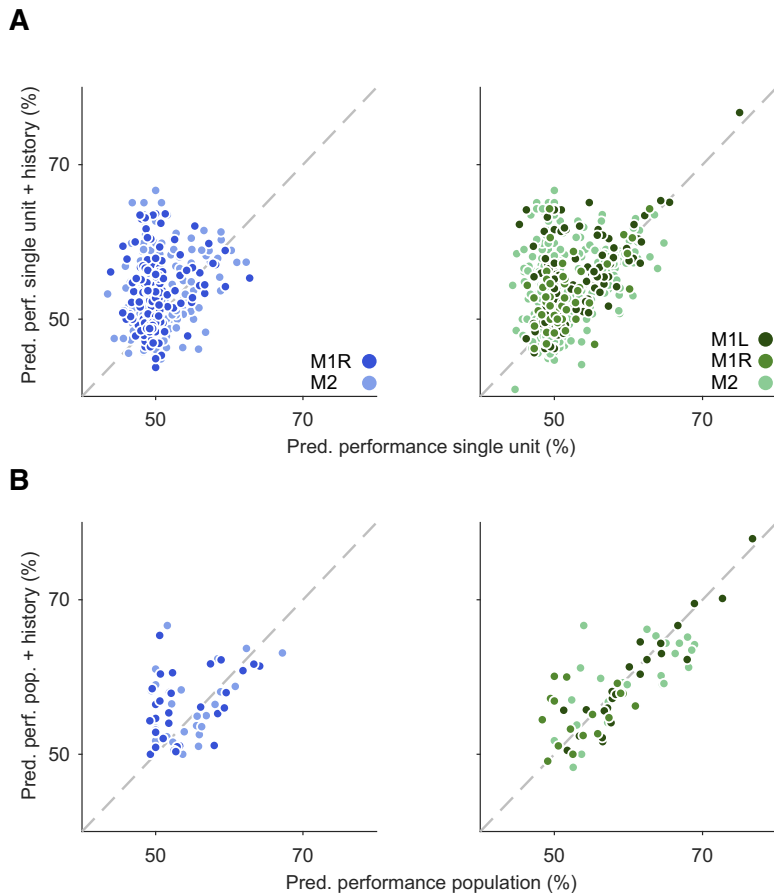 A
Pred. perf. single unit + history (%)
70
50
M1R
M2
50
70
M1L
M1R
M2
50
70
Pred. performance single unit (%)
B
Pred. perf. pop. + history (%)
70
50
50
70
50
70
Pred. performance population (%)